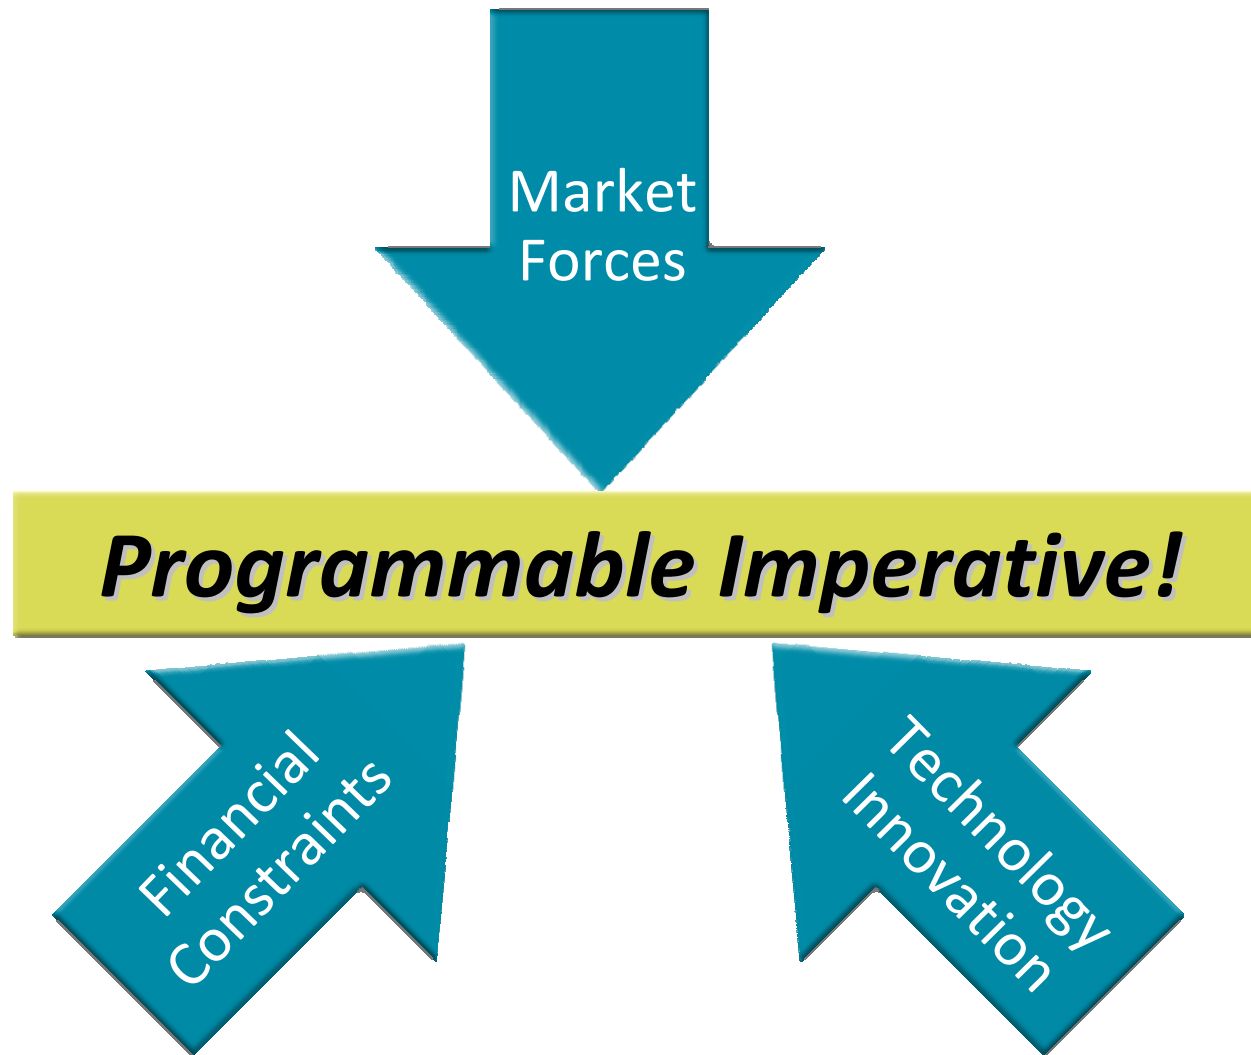 Market
Forces
Programmable Imperative!
Financial
Constraints
Technology
Innovation